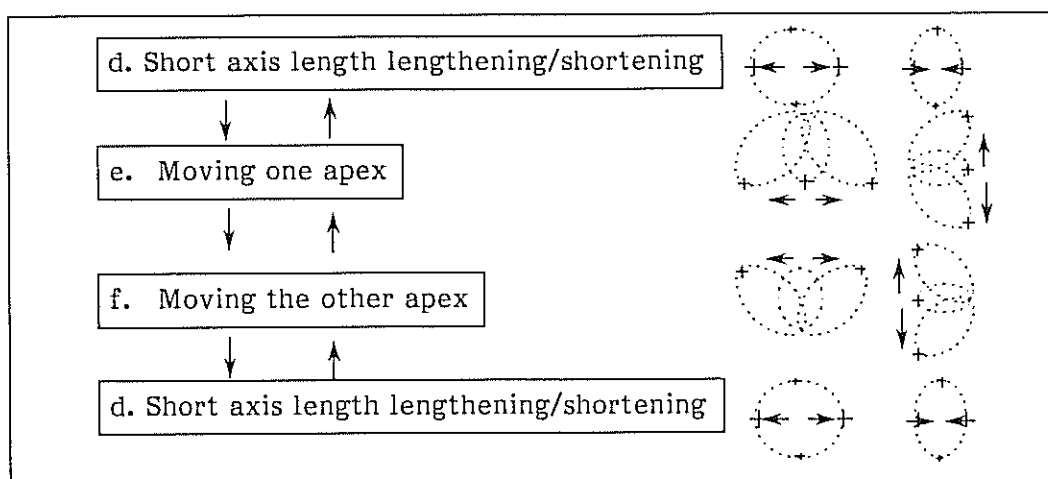 d. Short axis length lengthening/shortening
e. Moving one apex
f. Moving the other apex
d. Short axis length lengthening/shortening